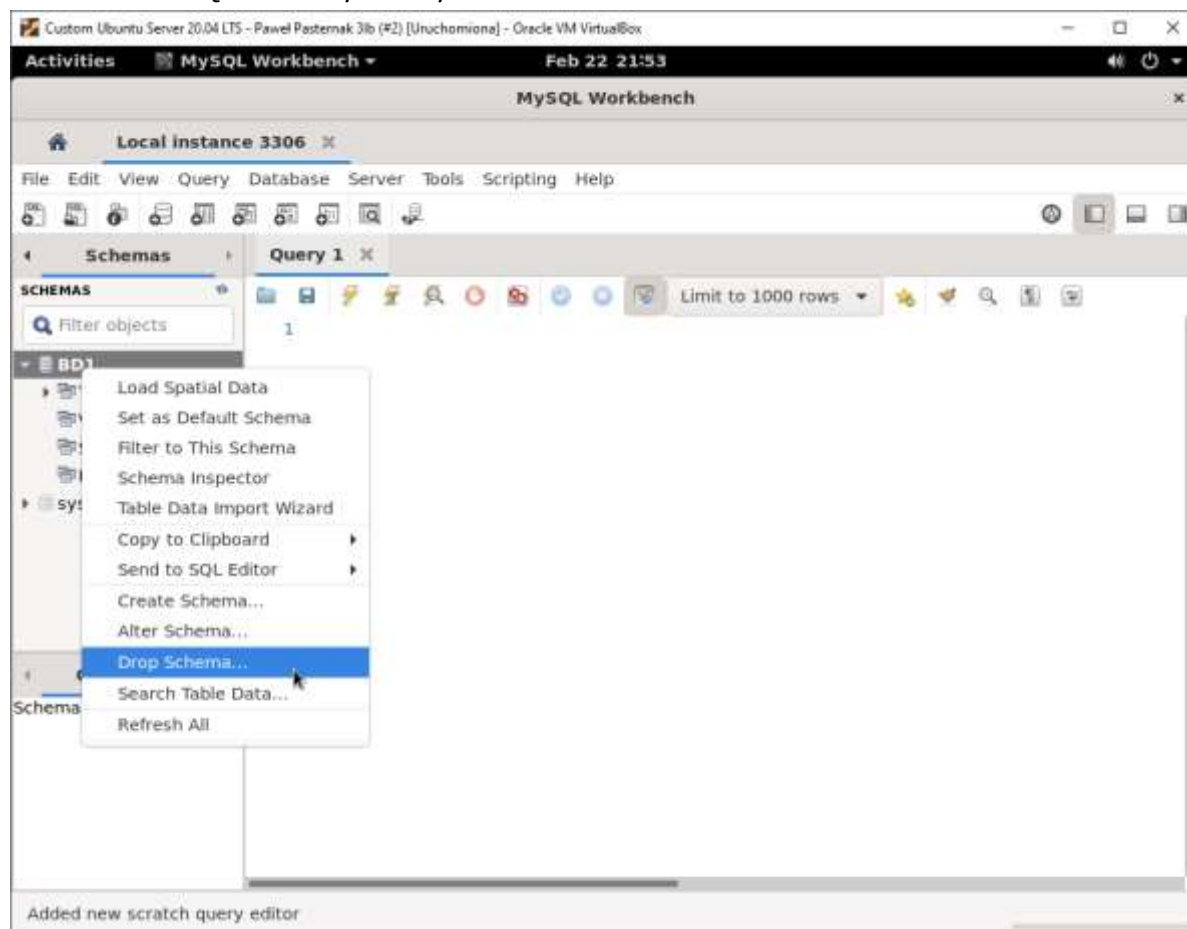 Custom Ubuntu Server 20.04 LTS - Paweł Pasternak 3lb (#2) [Uruchomiona] - Oracle VM VirtualBox
Activities MySQL Workbench Feb 22 21:53
MySQL Workbench
Local instance 3306
File Edit View Query Database Server Tools Scripting Help
Schemas Query 1
SCHEMAS
Limit to 1000 rows
Filter objects
1
BD1
Load Spatial Data
Set as Default Schema
Filter to This Schema
Schema Inspector
sys
Table Data Import Wizard
Copy to Clipboard
Send to SQL Editor
Create Schema...
Alter Schema...
Drop Schema...
Search Table Data...
Schema
Refresh All
Added new scratch query editor